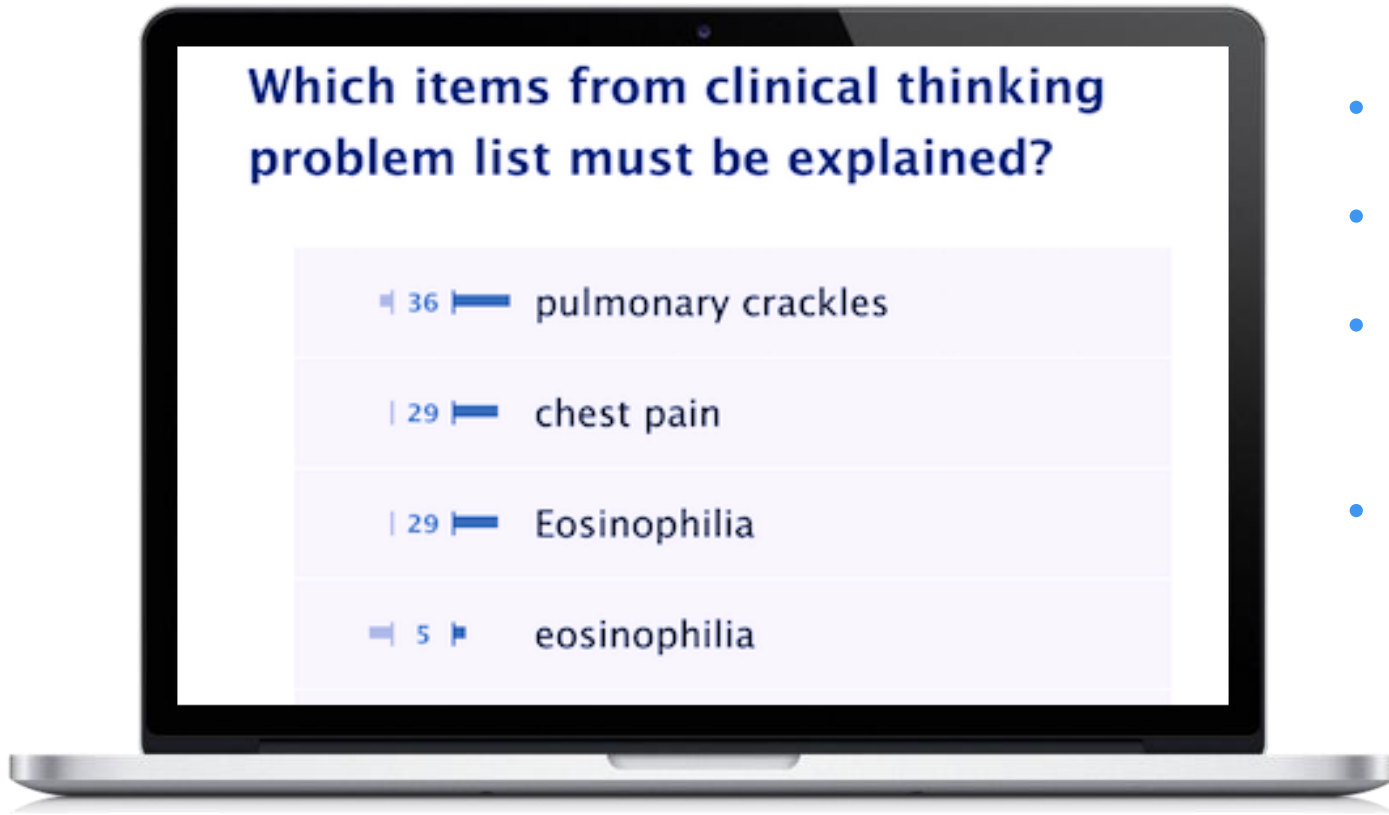 Which items from clinical thinking
problem list must be explained?
36 pulmonary crackles
29 chest pain
29 Eosinophilia
5 eosinophilia